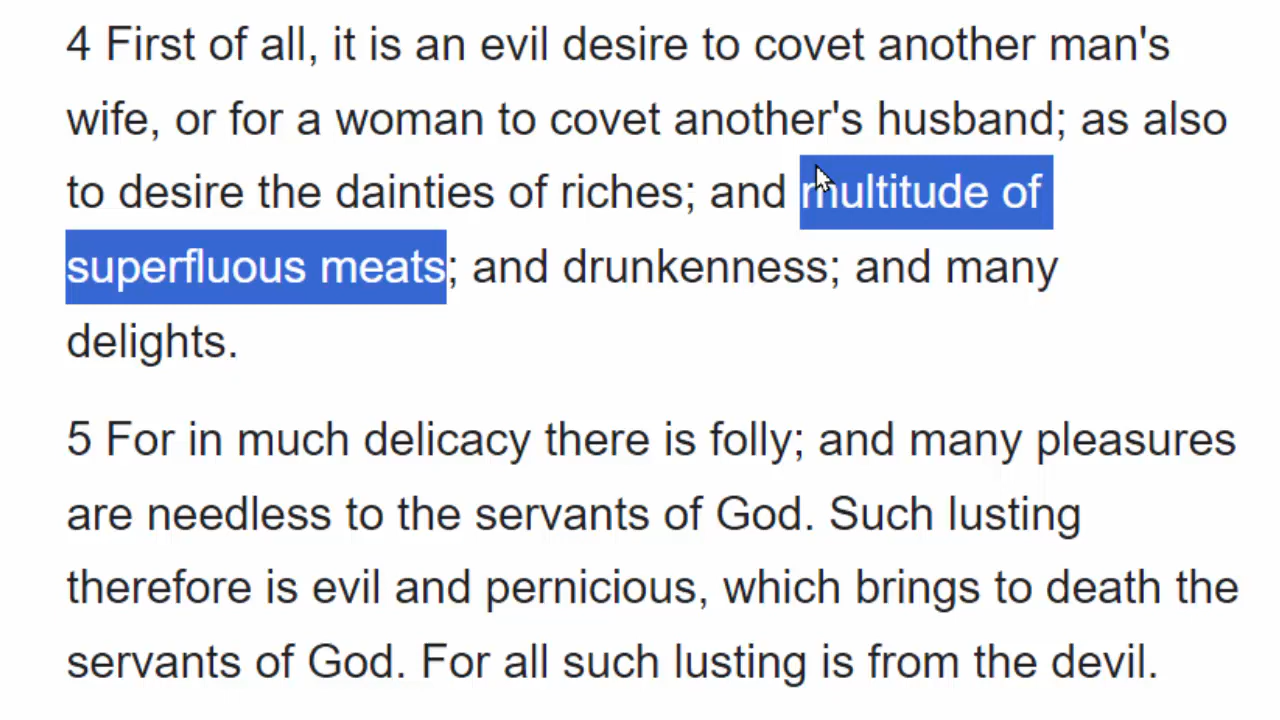 4 First of all, it is an evil desire to covet another man's
wife, or for a woman to covet another's husband; as also
to desire the dainties of riches; and multitude of
superfluous meats; and drunkenness; and many
delights.
5 For in much delicacy there is folly; and many pleasures
are needless to the servants of God. Such lusting
therefore is evil and pernicious, which brings to death the
servants of God. For all such lusting is from the devil.